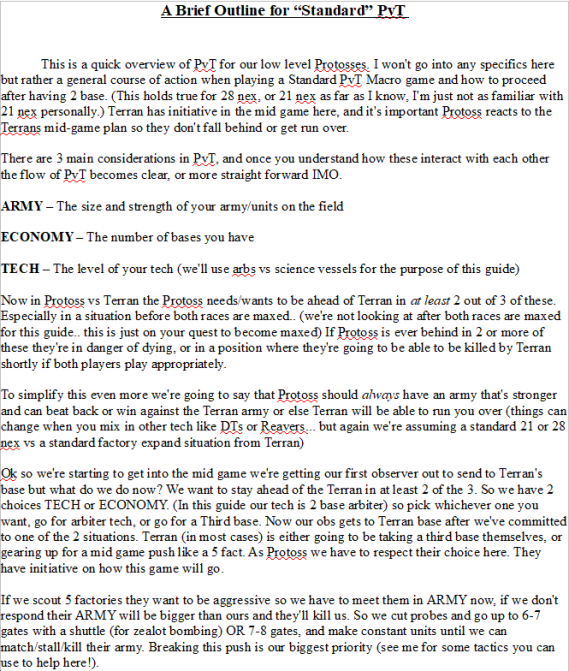 A Brief Outline for “Standard” PvT
This is a quick overview of PvT for our low level Protosses. I won't go into any specifics here
but rather a general course of action when playing a Standard PvT Macro game and how to proceed
after having 2 base. (This holds true for 28 nex, or 21 nex as far as I know, I'm just not as familiar with
21 nex personally.) Terran has initiative in the mid game here, and it's important Protoss reacts to the
Terrans mid-game plan so they don't fall behind or get run over.
There are 3 main considerations in PvT, and once you understand how these interact with each other
the flow of PvT becomes clear, or more straight forward IMO.
ARMY – The size and strength of your army/units on the field
ECONOMY – The number of bases you have
TECH – The level of your tech (we'll use arbs vs science vessels for the purpose of this guide)
Now in Protoss vs Terran the Protoss needs/wants to be ahead of Terran in at least 2 out of 3 of these.
Especially in a situation before both races are maxed.. (we're not looking at after both races are maxed
for this guide.. this is just on your quest to become maxed) If Protoss is ever behind in 2 or more of
these they're in danger of dying, or in a position where they're going to be able to be killed by Terran
shortly if both players play appropriately.
To simplify this even more we're going to say that Protoss should always have an army that's stronger
and can beat back or win against the Terran army or else Terran will be able to run you over (things can
change when you mix in other tech like DTs or Reavers... but again we're assuming a standard 21 or 28
nex vs a standard factory expand situation from Terran)
Ok so we're starting to get into the mid game we're getting our first observer out to send to Terran's
base but what do we do now? We want to stay ahead of the Terran in at least 2 of the 3. So we have 2
choices TECH or ECONOMY. (In this guide our tech is 2 base arbiter) so pick whichever one you
want, go for arbiter tech, or go for a Third base. Now our obs gets to Terran base after we've committed
to one of the 2 situations. Terran (in most cases) is either going to be taking a third base themselves, or
gearing up for a mid game push like a 5 fact. As Protoss we have to respect their choice here. They
have initiative on how this game will go.
If we scout 5 factories they want to be aggressive so we have to meet them in ARMY now, if we don't
respond their ARMY will be bigger than ours and they'll kill us. So we cut probes and go up to 6-7
gates with a shuttle (for zealot bombing) OR 7-8 gates, and make constant units until we can
match/stall/kill their army. Breaking this push is our biggest priority (see me for some tactics you can
use to help here!).